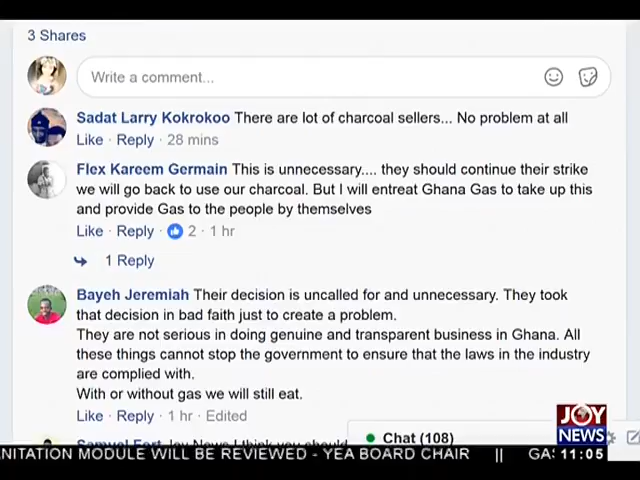 3 Shares
Write a comment...
Sadat Larry Kokrokoo There are lot of charcoal sellers... No problem at all
Like · Reply · 28 mins
Flex Kareem Germain This is unnecessary.... they should continue their strike
we will go back to use our charcoal. But I will entreat Ghana Gas to take up this
and provide Gas to the people by themselves
Like · Reply · 2 · 1 hr
1 Reply
Bayeh Jeremiah Their decision is uncalled for and unnecessary. They took
that decision in bad faith just to create a problem.
They are not serious in doing genuine and transparent business in Ghana. All
these things cannot stop the government to ensure that the laws in the industry
are complied with.
With or without gas we will still eat.
Like · Reply · 1 hr · Edited
Chat (108)
JOY
NEWS
NITATION MODULE WILL BE REVIEWED - YEA BOARD CHAIR || GA
11:05